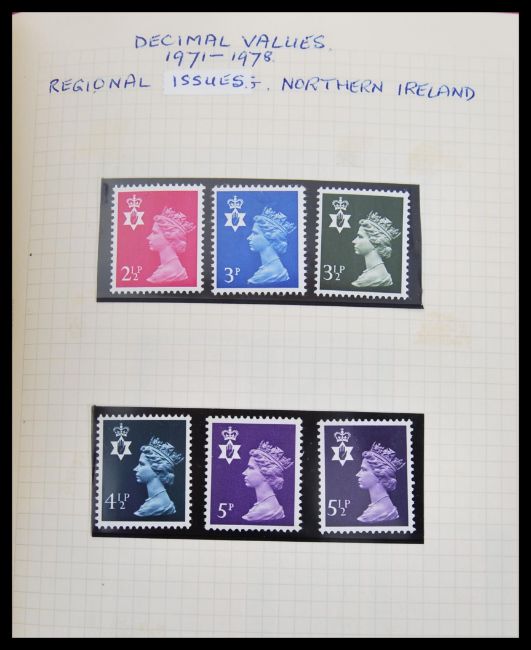 DECIMAL VALUES.
1971-1978.
REGIONAL ISSUES:- NORTHERN IRELAND
2½P 3P 3½P
4½P 5P 5½P